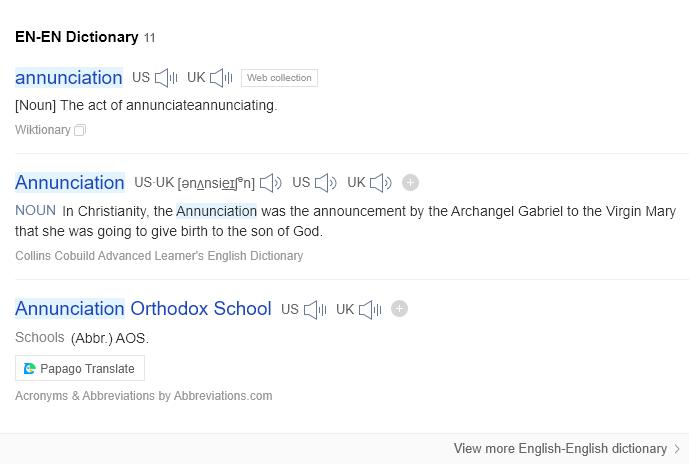 EN-EN Dictionary 11
annunciation US UK Web collection
[Noun] The act of annunciateannunciating.
Wiktionary
Annunciation US·UK [ənʌnsieɪʃᵊn] US UK
NOUN In Christianity, the Annunciation was the announcement by the Archangel Gabriel to the Virgin Mary
that she was going to give birth to the son of God.
Collins Cobuild Advanced Learner's English Dictionary
Annunciation Orthodox School US UK
Schools (Abbr.) AOS.
Papago Translate
Acronyms & Abbreviations by Abbreviations.com
View more English-English dictionary